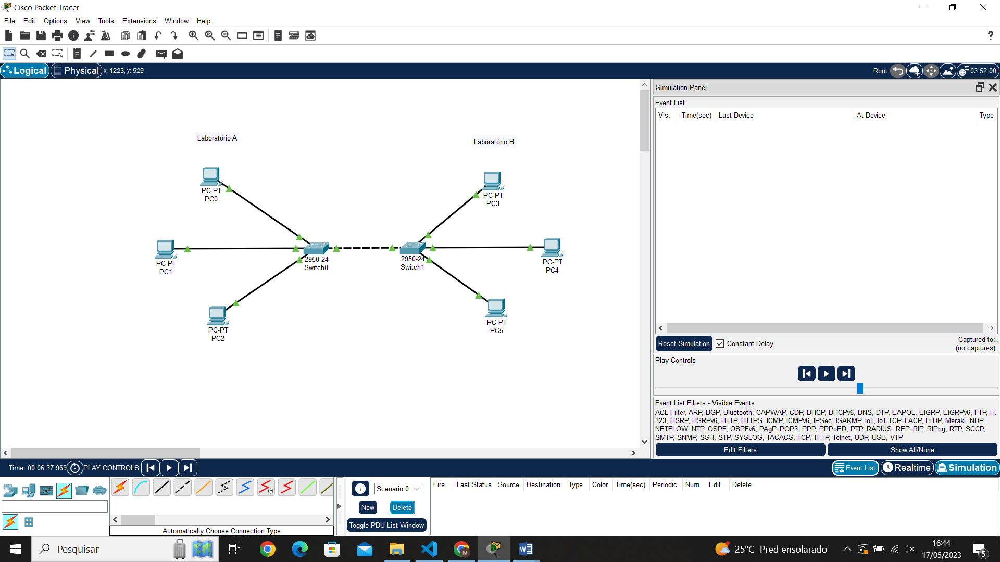 Cisco Packet Tracer
File Edit Options View Tools Extensions Window Help
?
Logical Physical x: 1223, y: 529 Root 03:52:00
Laboratório A
Laboratório B
PC-PT
PC0
PC-PT
PC3
PC-PT
PC1
2950-24
Switch0
2950-24
Switch1
PC-PT
PC4
PC-PT
PC2
PC-PT
PC5
Simulation Panel
Event List
Vis. Time(sec) Last Device At Device Type
Reset Simulation Constant Delay
Captured to:
(no captures)
Play Controls
Event List Filters - Visible Events
ACL Filter, ARP, BGP, Bluetooth, CAPWAP, CDP, DHCP, DHCPv6, DNS, DTP, EAPOL, EIGRP, EIGRPv6, FTP, H.
323, HSRP, HSRPv6, HTTP, HTTPS, ICMP, ICMPv6, IPSec, ISAKMP, IoT, IoT TCP, LACP, LLDP, Meraki, NDP,
NETFLOW, NTP, OSPF, OSPFv6, PAgP, POP3, PPP, PPPoED, PTP, RADIUS, REP, RIP, RIPng, RTP, SCCP,
SMTP, SNMP, SSH, STP, SYSLOG, TACACS, TCP, TFTP, Telnet, UDP, USB, VTP
Edit Filters Show All/None
Time: 00:06:37.969 PLAY CONTROLS: Event List Realtime Simulation
Automatically Choose Connection Type
Scenario 0
New Delete
Toggle PDU List Window
Fire Last Status Source Destination Type Color Time(sec) Periodic Num Edit Delete
Pesquisar
M
25°C Pred ensolarado
16:44
17/05/2023
5